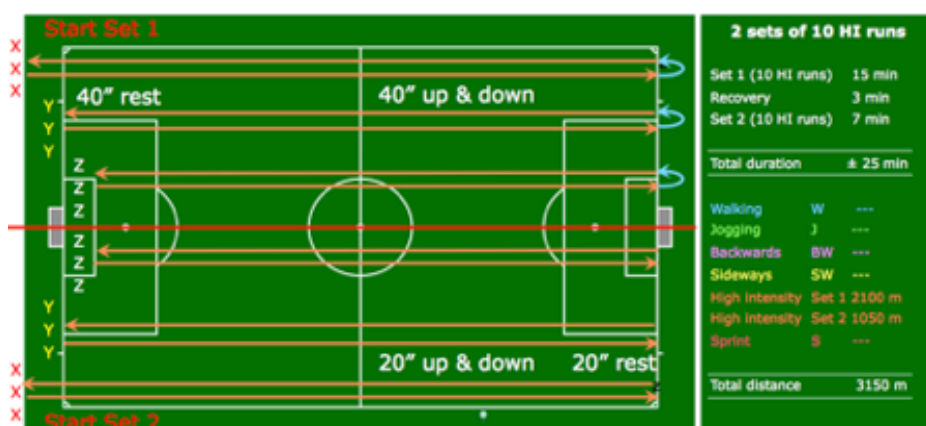 Start Set 1
X
X
X
40" rest
40" up & down
Y
Y
Y
Z
Z
Z
Z
Z
Y
Y
Y
20" up & down
20" rest
X
X
X
Start Set 2
2 sets of 10 HI runs
Set 1 (10 HI runs) 15 min
Recovery 3 min
Set 2 (10 HI runs) 7 min
Total duration ± 25 min
Walking W ---
Jogging J ---
Backwards BW ---
Sideways SW ---
High intensity Set 1 2100 m
High intensity Set 2 1050 m
Sprint S ---
Total distance 3150 m